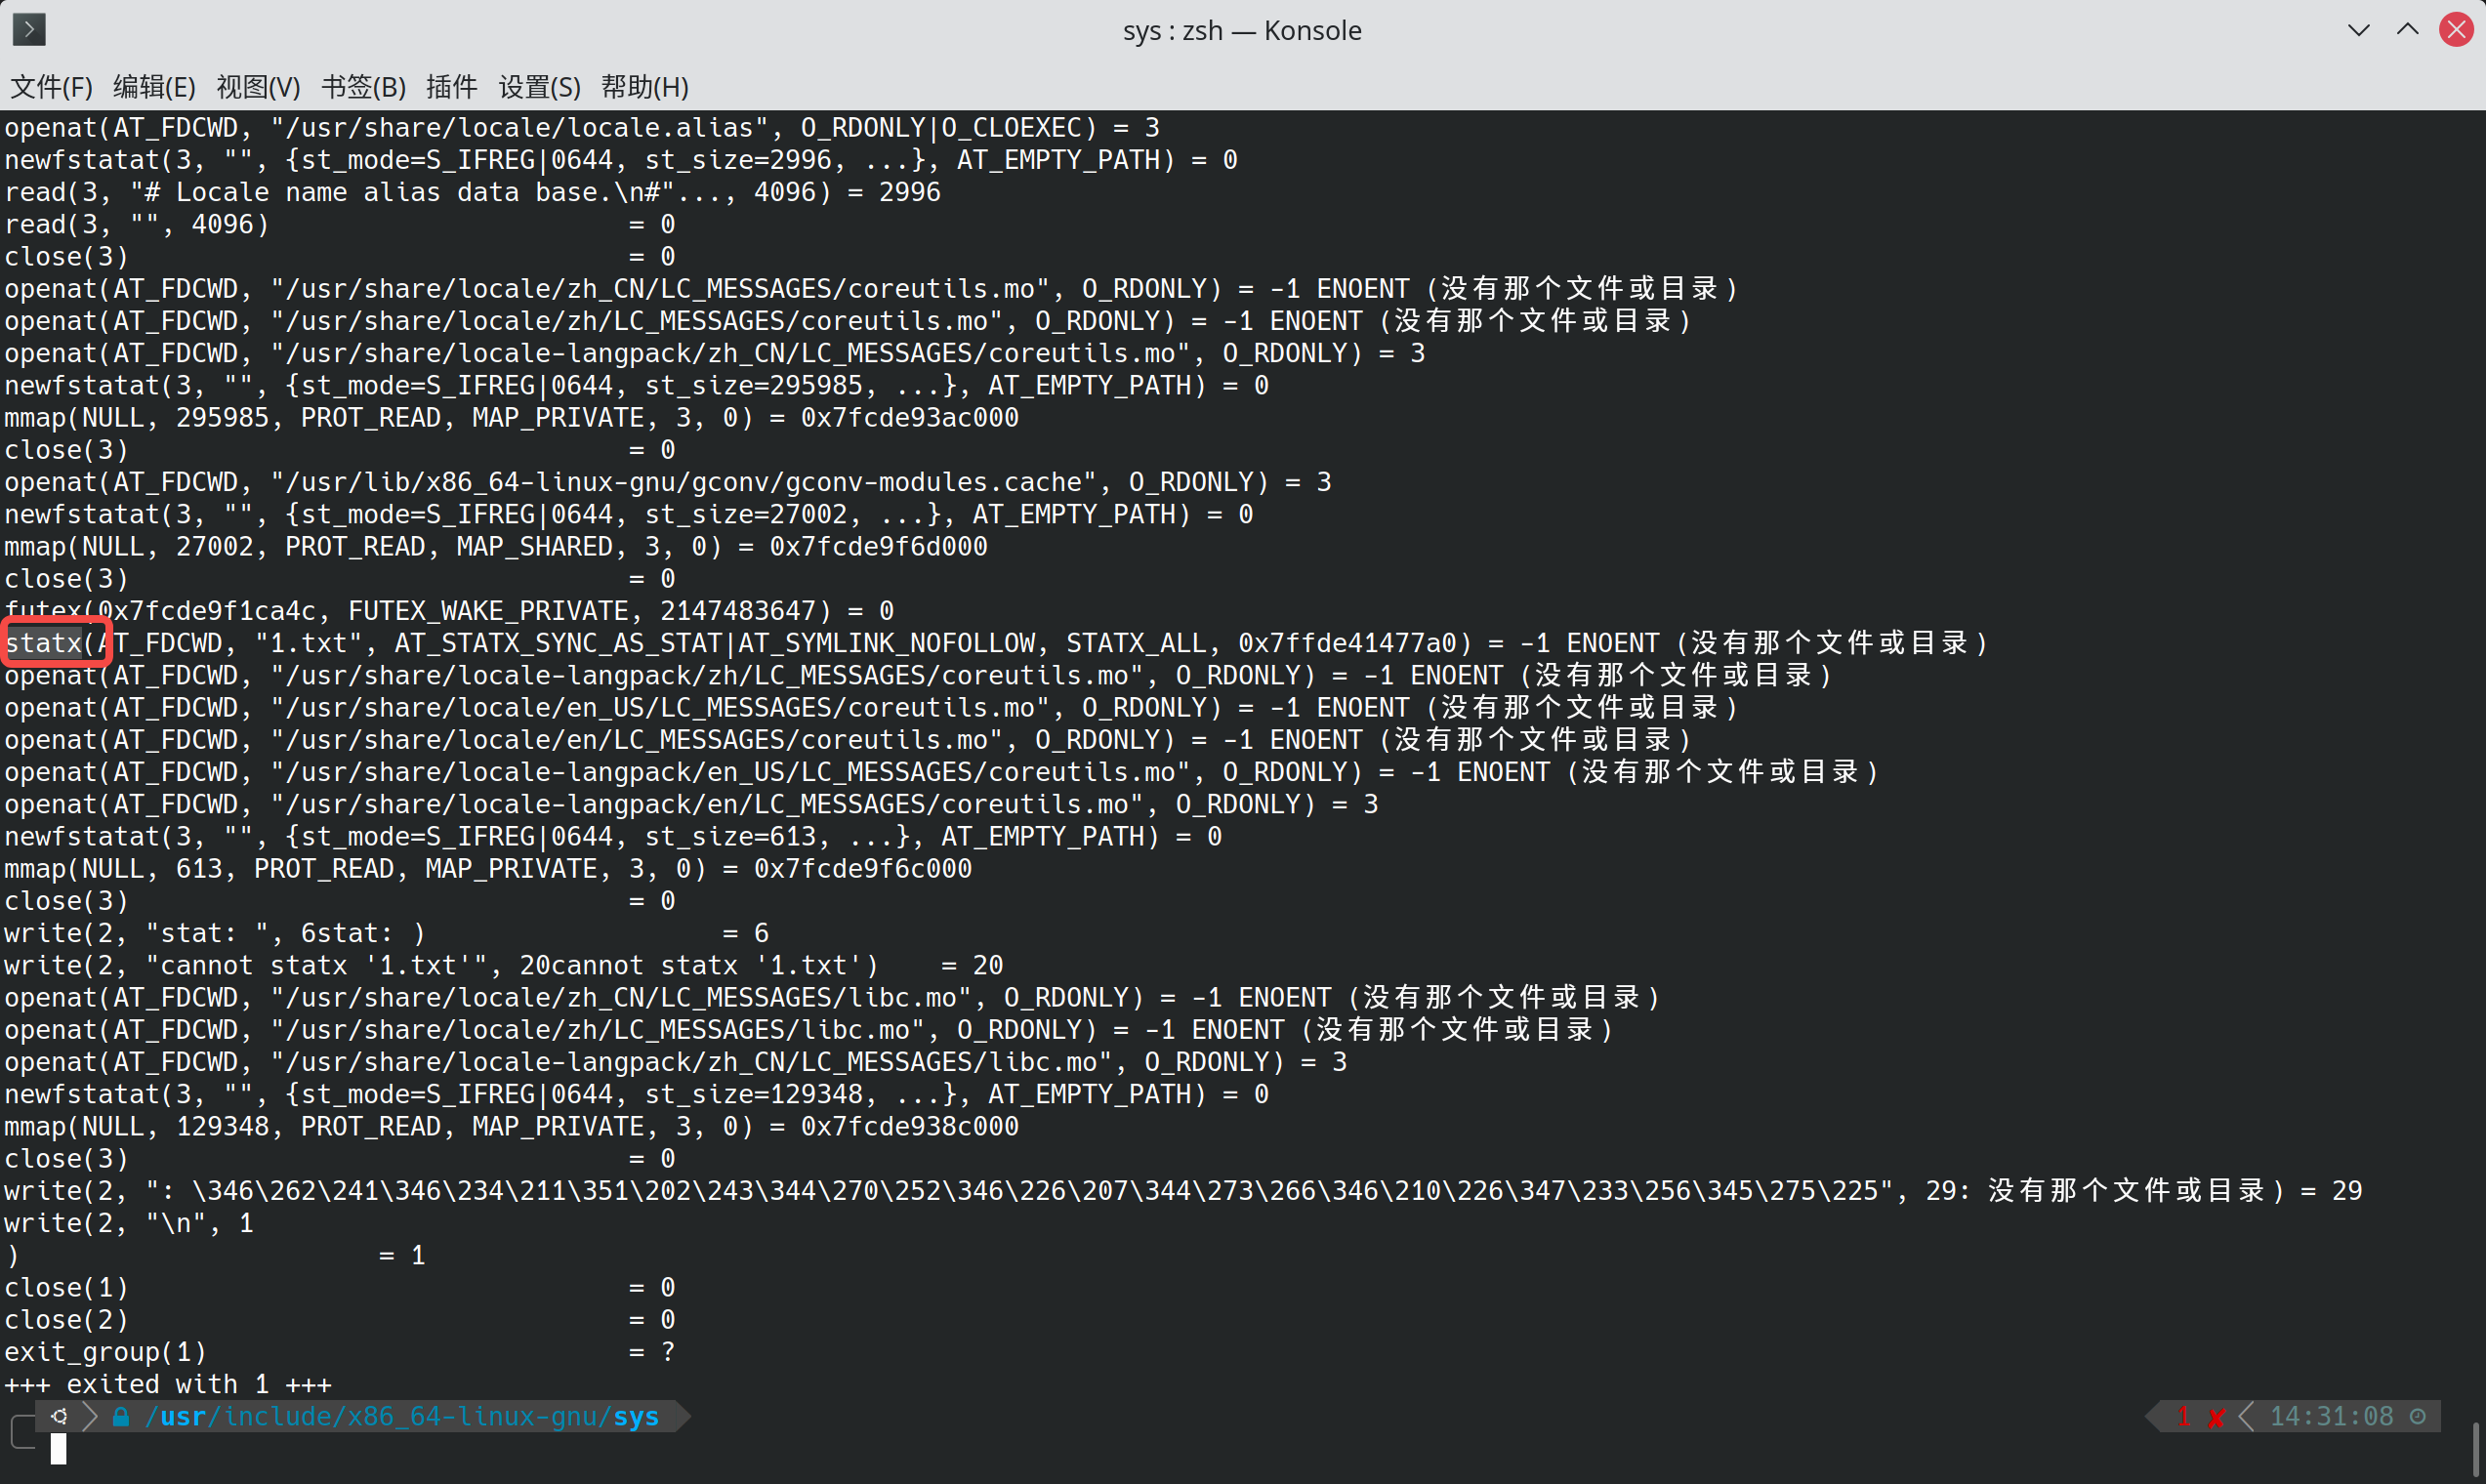 sys : zsh — Konsole
文件(F) 编辑(E) 视图(V) 书签(B) 插件 设置(S) 帮助(H)
openat(AT_FDCWD, "/usr/share/locale/locale.alias", O_RDONLY|O_CLOEXEC) = 3
newfstatat(3, "", {st_mode=S_IFREG|0644, st_size=2996, ...}, AT_EMPTY_PATH) = 0
read(3, "# Locale name alias data base.\n#"..., 4096) = 2996
read(3, "", 4096)                       = 0
close(3)                                = 0
openat(AT_FDCWD, "/usr/share/locale/zh_CN/LC_MESSAGES/coreutils.mo", O_RDONLY) = -1 ENOENT (没有那个文件或目录)
openat(AT_FDCWD, "/usr/share/locale/zh/LC_MESSAGES/coreutils.mo", O_RDONLY) = -1 ENOENT (没有那个文件或目录)
openat(AT_FDCWD, "/usr/share/locale-langpack/zh_CN/LC_MESSAGES/coreutils.mo", O_RDONLY) = 3
newfstatat(3, "", {st_mode=S_IFREG|0644, st_size=295985, ...}, AT_EMPTY_PATH) = 0
mmap(NULL, 295985, PROT_READ, MAP_PRIVATE, 3, 0) = 0x7fcde93ac000
close(3)                                = 0
openat(AT_FDCWD, "/usr/lib/x86_64-linux-gnu/gconv/gconv-modules.cache", O_RDONLY) = 3
newfstatat(3, "", {st_mode=S_IFREG|0644, st_size=27002, ...}, AT_EMPTY_PATH) = 0
mmap(NULL, 27002, PROT_READ, MAP_SHARED, 3, 0) = 0x7fcde9f6d000
close(3)                                = 0
futex(0x7fcde9f1ca4c, FUTEX_WAKE_PRIVATE, 2147483647) = 0
statx(AT_FDCWD, "1.txt", AT_STATX_SYNC_AS_STAT|AT_SYMLINK_NOFOLLOW, STATX_ALL, 0x7ffde41477a0) = -1 ENOENT (没有那个文件或目录)
openat(AT_FDCWD, "/usr/share/locale-langpack/zh/LC_MESSAGES/coreutils.mo", O_RDONLY) = -1 ENOENT (没有那个文件或目录)
openat(AT_FDCWD, "/usr/share/locale/en_US/LC_MESSAGES/coreutils.mo", O_RDONLY) = -1 ENOENT (没有那个文件或目录)
openat(AT_FDCWD, "/usr/share/locale/en/LC_MESSAGES/coreutils.mo", O_RDONLY) = -1 ENOENT (没有那个文件或目录)
openat(AT_FDCWD, "/usr/share/locale-langpack/en_US/LC_MESSAGES/coreutils.mo", O_RDONLY) = -1 ENOENT (没有那个文件或目录)
openat(AT_FDCWD, "/usr/share/locale-langpack/en/LC_MESSAGES/coreutils.mo", O_RDONLY) = 3
newfstatat(3, "", {st_mode=S_IFREG|0644, st_size=613, ...}, AT_EMPTY_PATH) = 0
mmap(NULL, 613, PROT_READ, MAP_PRIVATE, 3, 0) = 0x7fcde9f6c000
close(3)                                = 0
write(2, "stat: ", 6stat: )                   = 6
write(2, "cannot statx '1.txt'", 20cannot statx '1.txt')    = 20
openat(AT_FDCWD, "/usr/share/locale/zh_CN/LC_MESSAGES/libc.mo", O_RDONLY) = -1 ENOENT (没有那个文件或目录)
openat(AT_FDCWD, "/usr/share/locale/zh/LC_MESSAGES/libc.mo", O_RDONLY) = -1 ENOENT (没有那个文件或目录)
openat(AT_FDCWD, "/usr/share/locale-langpack/zh_CN/LC_MESSAGES/libc.mo", O_RDONLY) = 3
newfstatat(3, "", {st_mode=S_IFREG|0644, st_size=129348, ...}, AT_EMPTY_PATH) = 0
mmap(NULL, 129348, PROT_READ, MAP_PRIVATE, 3, 0) = 0x7fcde938c000
close(3)                                = 0
write(2, ": \346\262\241\346\234\211\351\202\243\344\270\252\346\226\207\344\273\266\346\210\226\347\233\256\345\275\225", 29: 没有那个文件或目录) = 29
write(2, "\n", 1
)                       = 1
close(1)                                = 0
close(2)                                = 0
exit_group(1)                           = ?
+++ exited with 1 +++
/usr/include/x86_64-linux-gnu/sys 1 ✘ 14:31:08